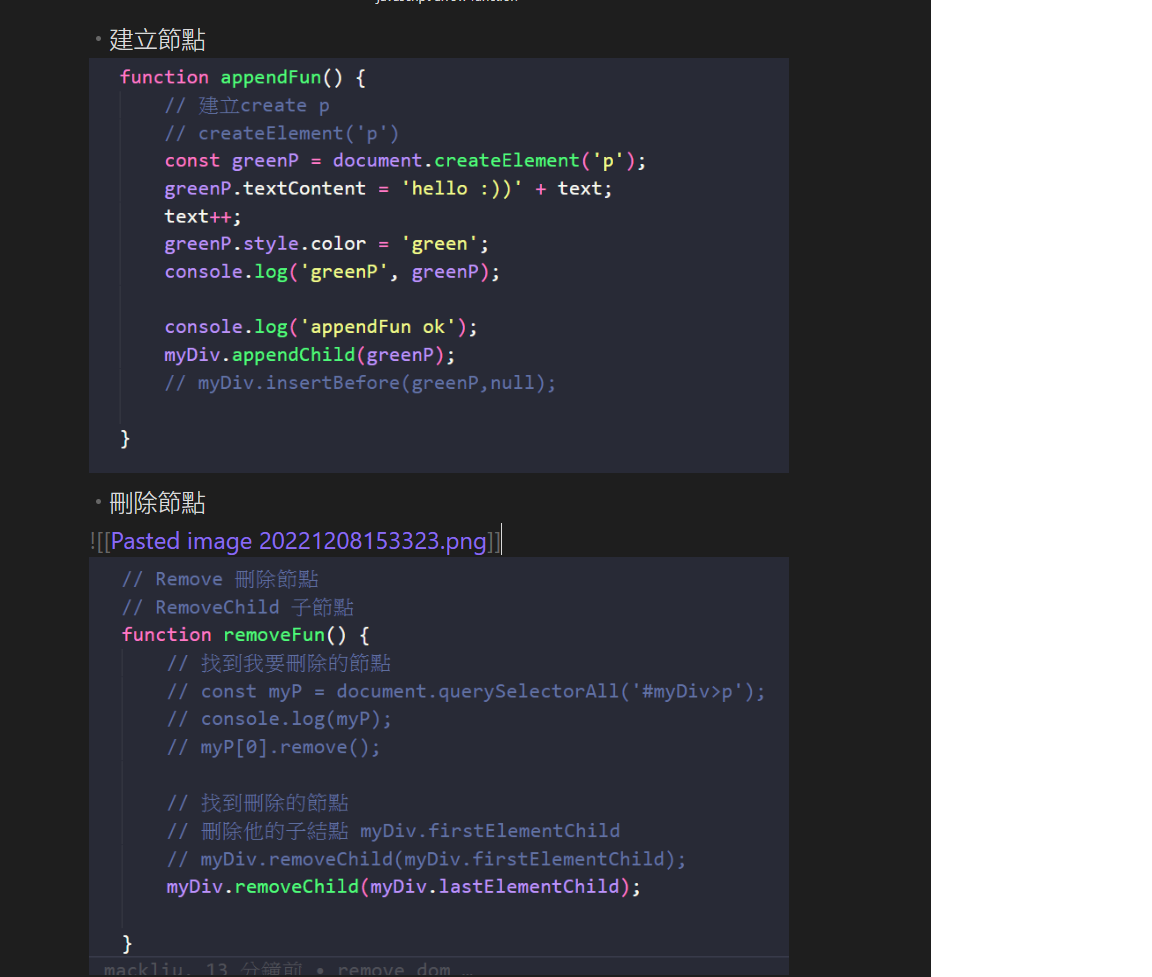 • 建立節點
function appendFun() {
// 建立create p
// createElement('p')
const greenP = document.createElement('p');
greenP.textContent = 'hello :))' + text;
text++;
greenP.style.color = 'green';
console.log('greenP', greenP);
console.log('appendFun ok');
myDiv.appendChild(greenP);
// myDiv.insertBefore(greenP,null);
}
• 刪除節點
![[Pasted image 20221208153323.png]]
// Remove 刪除節點
// RemoveChild 子節點
function removeFun() {
// 找到我要刪除的節點
// const myP = document.querySelectorAll('#myDiv>p');
// console.log(myP);
// myP[0].remove();
// 找到刪除的節點
// 刪除他的子結點 myDiv.firstElementChild
// myDiv.removeChild(myDiv.firstElementChild);
myDiv.removeChild(myDiv.lastElementChild);
}
mackliu, 13 分鐘前 • remove dom …